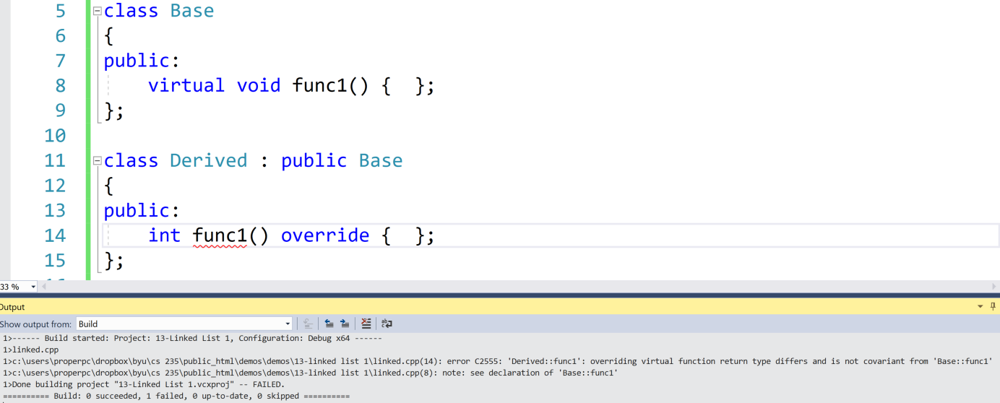 5 class Base
6 {
7 public:
8 virtual void func1() {  };
9 };
10
11 class Derived : public Base
12 {
13 public:
14 int func1() override {  };
15 };
33 %
Output
Show output from: Build
1>------ Build started: Project: 13-Linked List 1, Configuration: Debug x64 ------
1>linked.cpp
1>c:\users\properpc\dropbox\byu\cs 235\public_html\demos\demos\13-linked list 1\linked.cpp(14): error C2555: 'Derived::func1': overriding virtual function return type differs and is not covariant from 'Base::func1'
1>c:\users\properpc\dropbox\byu\cs 235\public_html\demos\demos\13-linked list 1\linked.cpp(8): note: see declaration of 'Base::func1'
1>Done building project "13-Linked List 1.vcxproj" -- FAILED.
========== Build: 0 succeeded, 1 failed, 0 up-to-date, 0 skipped ==========